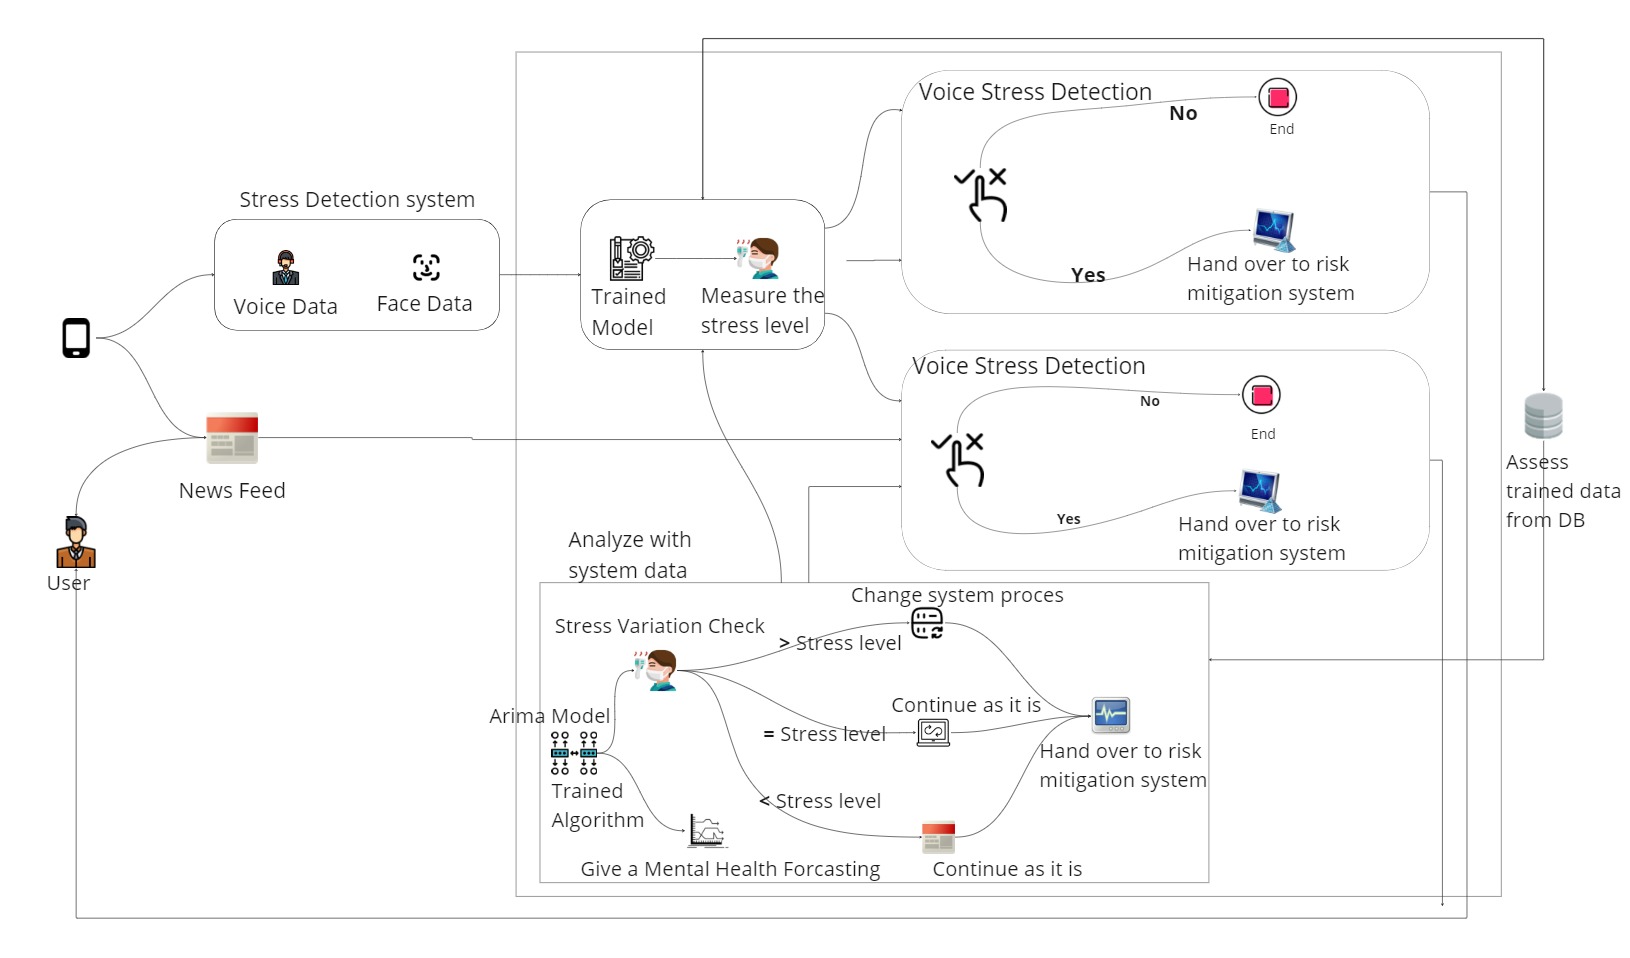 Stress Detection system
Voice Data
Face Data
News Feed
User
Trained
Model
Measure the
stress level
Voice Stress Detection
No
End
Yes
Hand over to risk
mitigation system
Voice Stress Detection
No
End
Yes
Hand over to risk
mitigation system
Assess
trained data
from DB
Analyze with
system data
Change system proces
Stress Variation Check
> Stress level
Arima Model
Continue as it is
= Stress level
Hand over to risk
mitigation system
Trained
Algorithm
< Stress level
Give a Mental Health Forcasting
Continue as it is